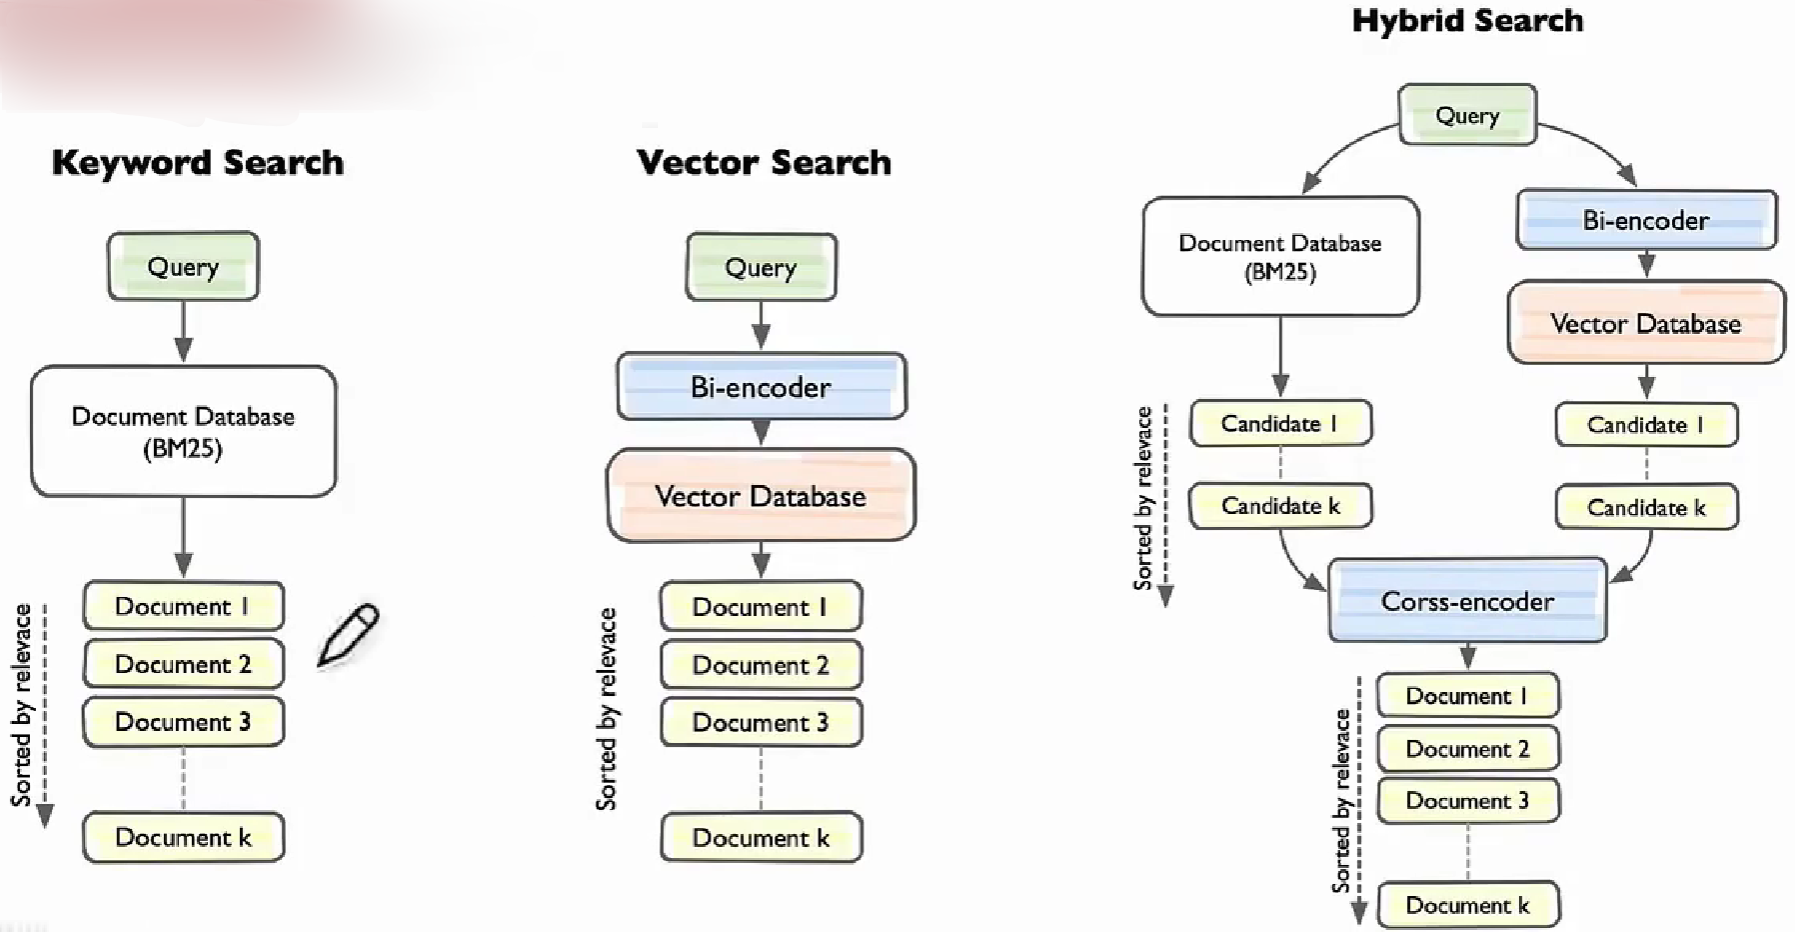 Keyword Search
Query
Document Database
(BM25)
Sorted by relevace
Document 1
Document 2
Document 3
Document k
Vector Search
Query
Bi-encoder
Vector Database
Sorted by relevace
Document 1
Document 2
Document 3
Document k
Hybrid Search
Query
Document Database
(BM25)
Bi-encoder
Vector Database
Sorted by relevace
Candidate 1
Candidate k
Candidate 1
Candidate k
Corss-encoder
Sorted by relevace
Document 1
Document 2
Document 3
Document k